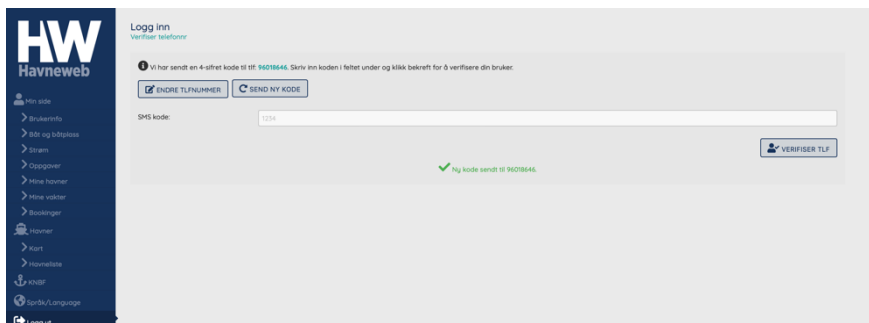 HW
Havneweb
Min side
Brukerinfo
Båt og båtplass
Strøm
Oppgaver
Mine havner
Mine vakter
Bookinger
Havner
Kart
Havneliste
KNBF
Språk/Language
Logg ut
Logg inn
Verifiser telefonnr
Vi har sendt en 4-sifret kode til tlf: 96018646. Skriv inn koden i feltet under og klikk bekreft for å verifisere din bruker.
ENDRE TLFNUMMER SEND NY KODE
SMS kode: 1234
VERIFISER TLF
Ny kode sendt til 96018646.